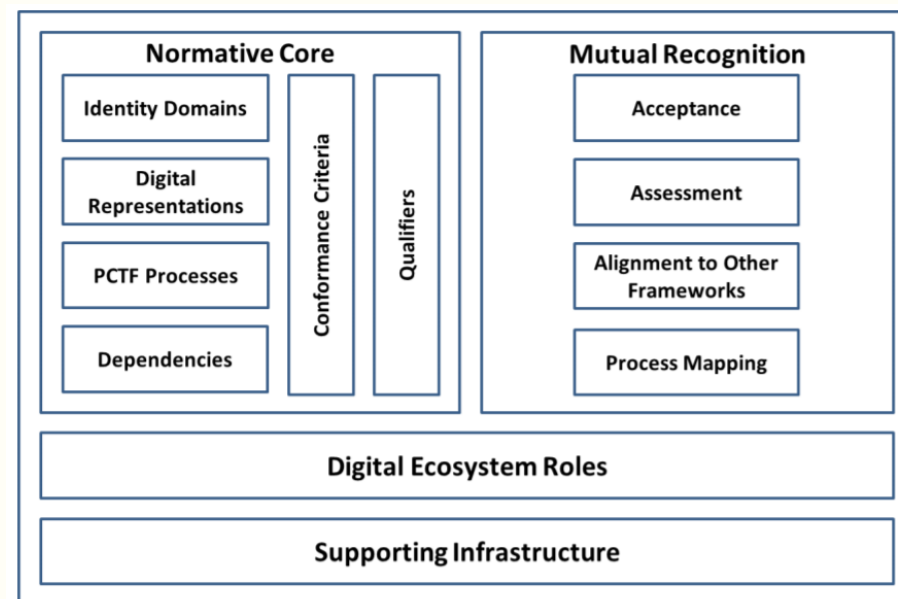 Normative Core
Identity Domains
Digital
Representations
PCTF Processes
Dependencies
Conformance Criteria
Qualifiers
Mutual Recognition
Acceptance
Assessment
Alignment to Other
Frameworks
Process Mapping
Digital Ecosystem Roles
Supporting Infrastructure